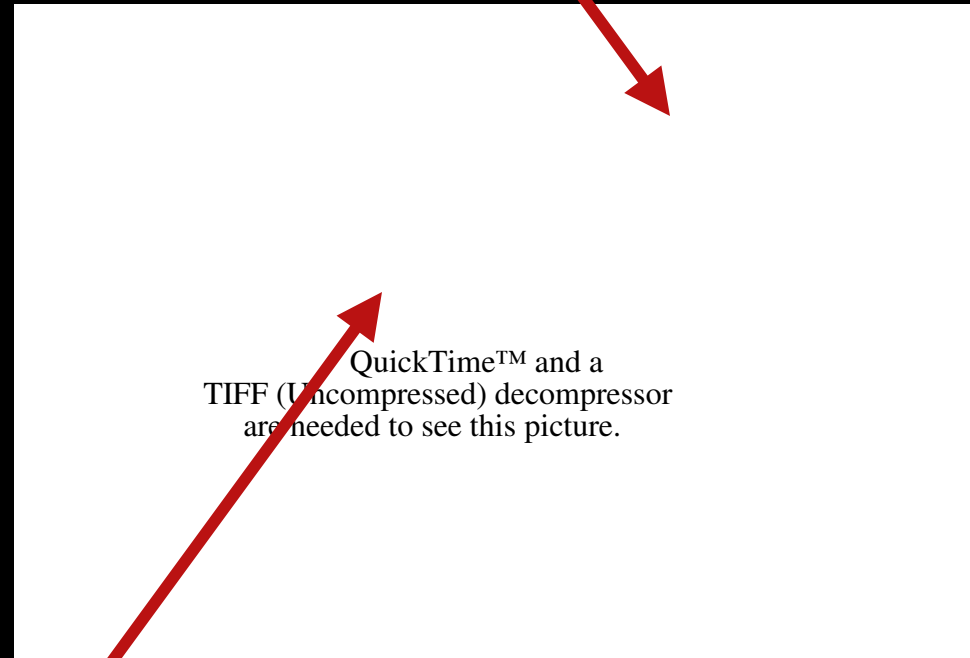 QuickTime™ and a
TIFF (Uncompressed) decompressor
are needed to see this picture.